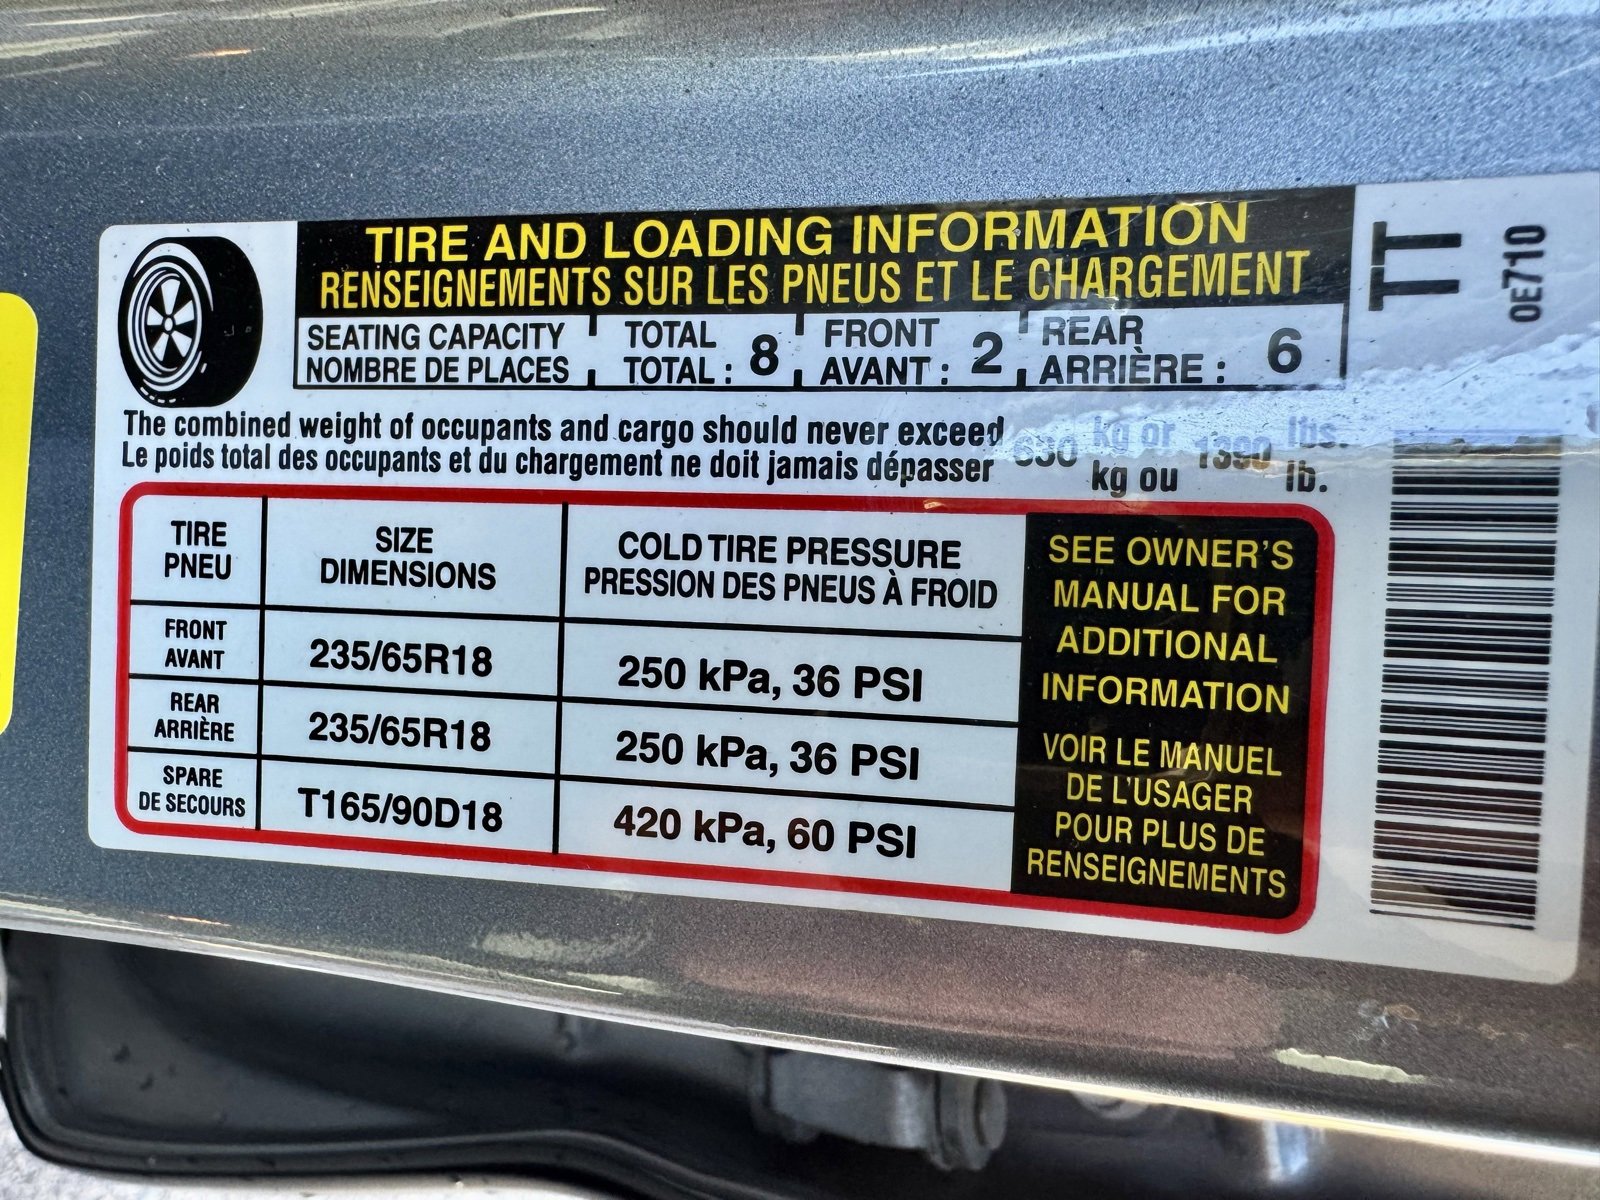 TIRE AND LOADING INFORMATION
RENSEIGNEMENTS SUR LES PNEUS ET LE CHARGEMENT
SEATING CAPACITY TOTAL FRONT REAR
NOMBRE DE PLACES TOTAL : 8 AVANT : 2 ARRIÈRE : 6
The combined weight of occupants and cargo should never exceed 630 kg or 1390 lbs.
Le poids total des occupants et du chargement ne doit jamais dépasser kg ou lb.
TIRE SIZE COLD TIRE PRESSURE
PNEU DIMENSIONS PRESSION DES PNEUS À FROID
FRONT
AVANT 235/65R18 250 kPa, 36 PSI
REAR
ARRIÈRE 235/65R18 250 kPa, 36 PSI
SPARE
DE SECOURS T165/90D18 420 kPa, 60 PSI
SEE OWNER'S
MANUAL FOR
ADDITIONAL
INFORMATION
VOIR LE MANUEL
DE L'USAGER
POUR PLUS DE
RENSEIGNEMENTS
TT
0E710